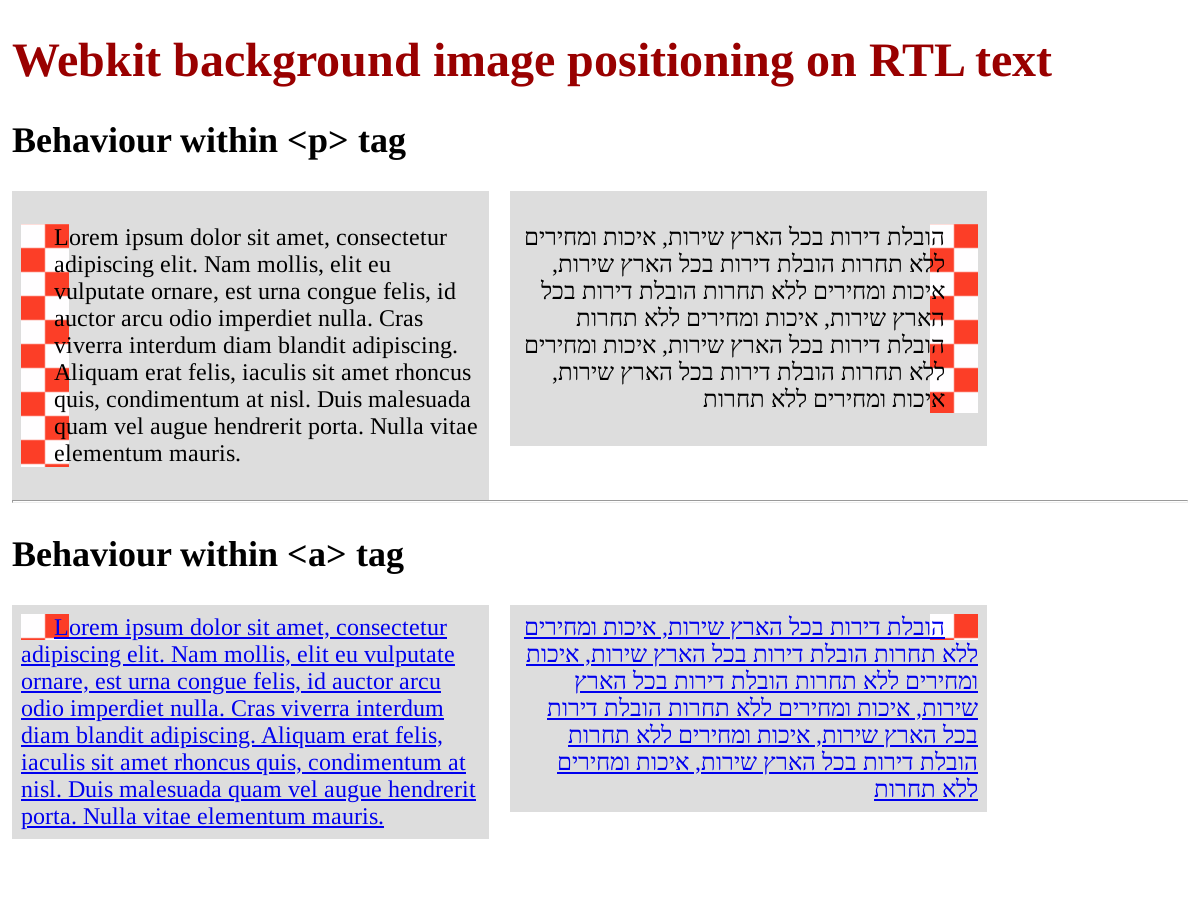 Webkit background image positioning on RTL text
Behaviour within <p> tag
Lorem ipsum dolor sit amet, consectetur
adipiscing elit. Nam mollis, elit eu
vulputate ornare, est urna congue felis, id
auctor arcu odio imperdiet nulla. Cras
viverra interdum diam blandit adipiscing.
Aliquam erat felis, iaculis sit amet rhoncus
quis, condimentum at nisl. Duis malesuada
quam vel augue hendrerit porta. Nulla vitae
elementum mauris.
הובלת דירות בכל הארץ שירות, איכות ומחירים
ללא תחרות הובלת דירות בכל הארץ שירות,
איכות ומחירים ללא תחרות הובלת דירות בכל
הארץ שירות, איכות ומחירים ללא תחרות
הובלת דירות בכל הארץ שירות, איכות ומחירים
ללא תחרות הובלת דירות בכל הארץ שירות,
איכות ומחירים ללא תחרות
Behaviour within <a> tag
Lorem ipsum dolor sit amet, consectetur
adipiscing elit. Nam mollis, elit eu vulputate
ornare, est urna congue felis, id auctor arcu
odio imperdiet nulla. Cras viverra interdum
diam blandit adipiscing. Aliquam erat felis,
iaculis sit amet rhoncus quis, condimentum at
nisl. Duis malesuada quam vel augue hendrerit
porta. Nulla vitae elementum mauris.
הובלת דירות בכל הארץ שירות, איכות ומחירים
ללא תחרות הובלת דירות בכל הארץ שירות, איכות
ומחירים ללא תחרות הובלת דירות בכל הארץ
שירות, איכות ומחירים ללא תחרות הובלת דירות
בכל הארץ שירות, איכות ומחירים ללא תחרות
הובלת דירות בכל הארץ שירות, איכות ומחירים
ללא תחרות